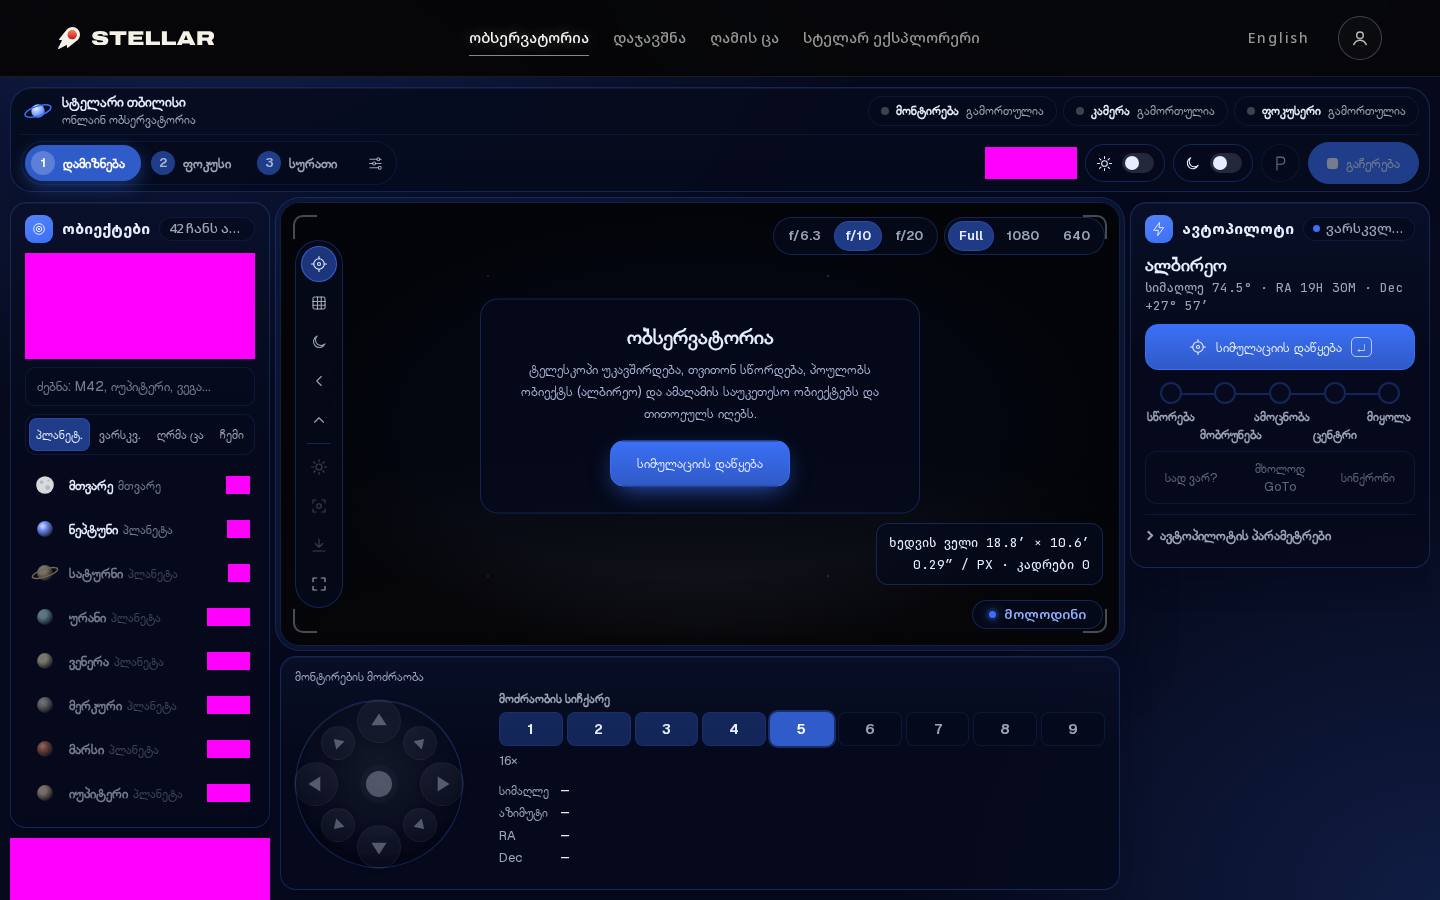 STELLAR
ობსერვატორია
დაჯავშნა
ღამის ცა
სტელარ ექსპლორერი
English
სტელარი თბილისი
ონლაინ ობსერვატორია
მონტირება გამორთულია
კამერა გამორთულია
ფოკუსერი გამორთულია
1 დამიზნება
2 ფოკუსი
3 სურათი
P
გაჩერება
ობიექტები
42 ჩანს ა...
ძებნა: M42, იუპიტერი, ვეგა...
პლანეტ.
ვარსკვ.
ღრმა ცა
ჩემი
მთვარე მთვარე
ნეპტუნი პლანეტა
სატურნი პლანეტა
ურანი პლანეტა
ვენერა პლანეტა
მერკური პლანეტა
მარსი პლანეტა
იუპიტერი პლანეტა
f/6.3
f/10
f/20
Full
1080
640
ობსერვატორია
ტელესკოპი უკავშირდება, თვითონ სწორდება, პოულობს
ობიექტს (ალბირეო) და ამაღამის საუკეთესო ობიექტებს და
თითოეულს იღებს.
სიმულაციის დაწყება
ხედვის ველი 18.8′ × 10.6′
0.29″ / PX · კადრები 0
მოლოდინი
მონტირების მოძრაობა
მოძრაობის სიჩქარე
1 2 3 4 5 6 7 8 9
16×
სიმაღლე —
აზიმუტი —
RA —
Dec —
ავტოპილოტი
ვარსკვლ...
ალბირეო
სიმაღლე 74.5° · RA 19H 30M · Dec
+27° 57′
სიმულაციის დაწყება
სწორება
მობრუნება
ამოცნობა
ცენტრი
მიყოლა
სად ვარ?
მხოლოდ
GoTo
სინქრონი
ავტოპილოტის პარამეტრები